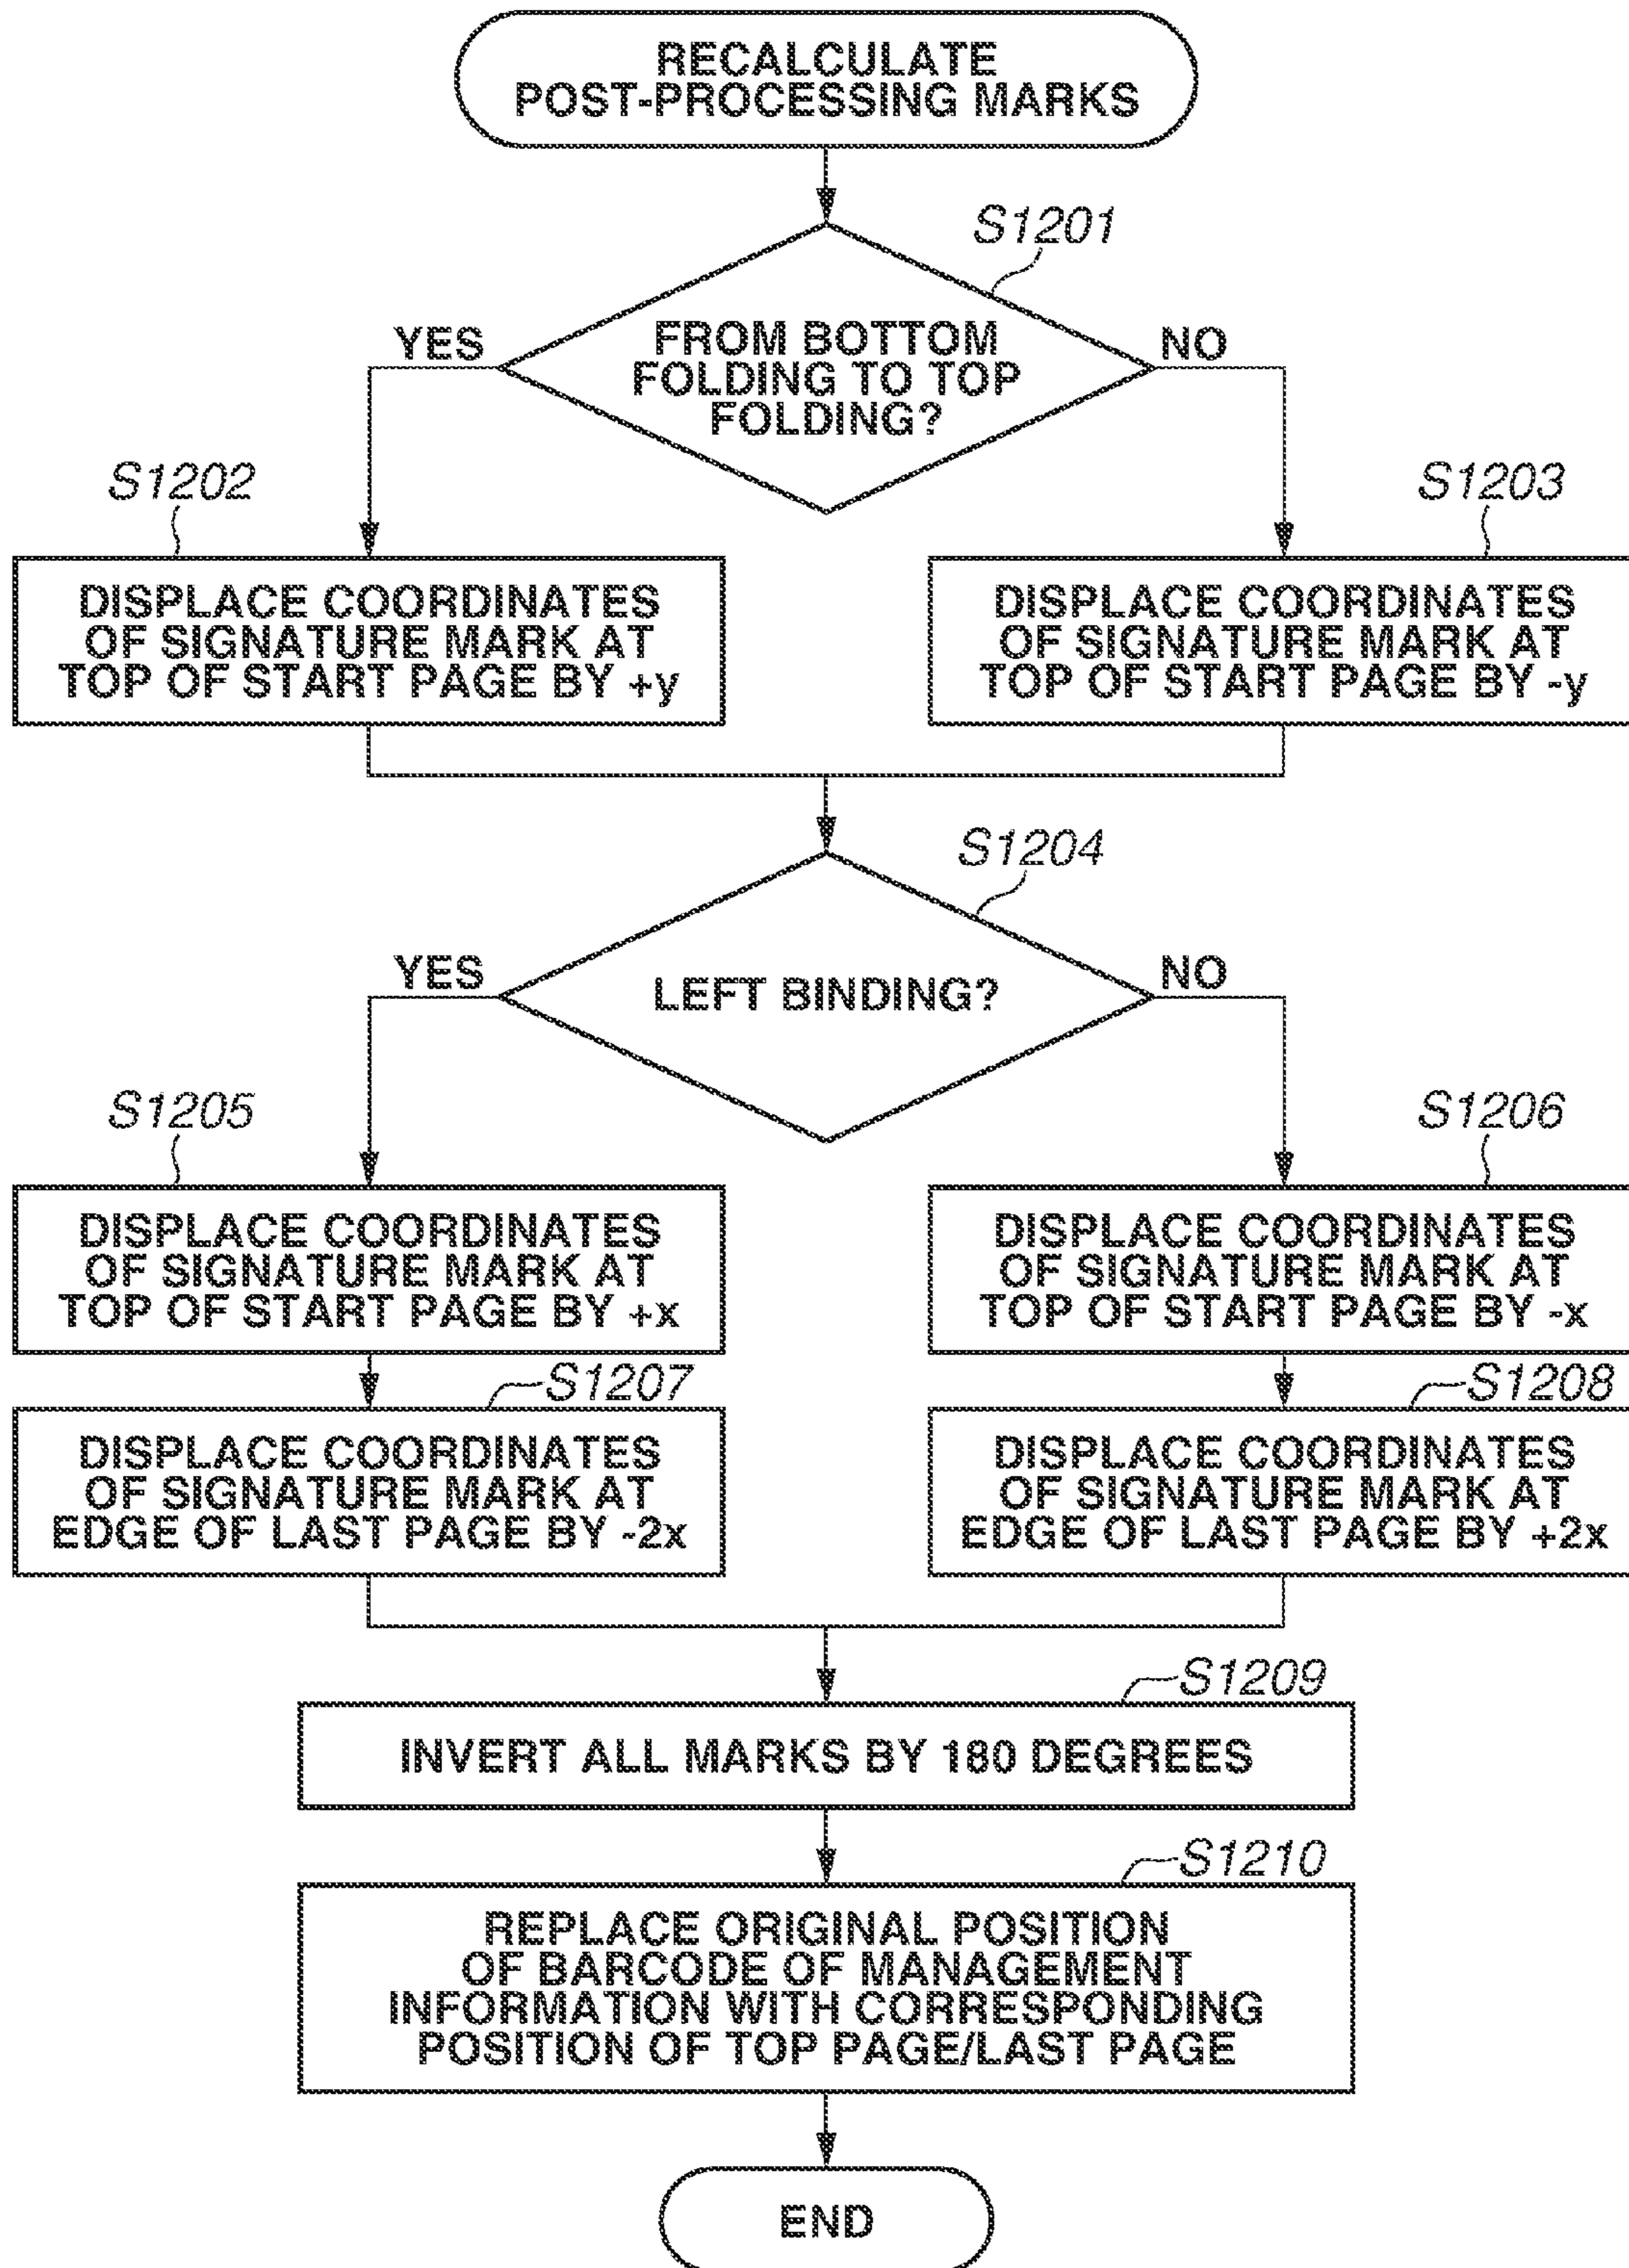 RECALCULATE
POST-PROCESSING MARKS
S1201
YES
FROM BOTTOM
FOLDING TO TOP
FOLDING?
NO
S1202
S1203
DISPLACE COORDINATES
OF SIGNATURE MARK AT
TOP OF START PAGE BY +y
DISPLACE COORDINATES
OF SIGNATURE MARK AT
TOP OF START PAGE BY -y
S1204
YES
LEFT BINDING?
NO
S1205
S1206
DISPLACE COORDINATES
OF SIGNATURE MARK AT
TOP OF START PAGE BY +x
DISPLACE COORDINATES
OF SIGNATURE MARK AT
TOP OF START PAGE BY -x
S1207
S1208
DISPLACE COORDINATES
OF SIGNATURE MARK AT
EDGE OF LAST PAGE BY -2x
DISPLACE COORDINATES
OF SIGNATURE MARK AT
EDGE OF LAST PAGE BY +2x
S1209
INVERT ALL MARKS BY 180 DEGREES
S1210
REPLACE ORIGINAL POSITION
OF BARCODE OF MANAGEMENT
INFORMATION WITH CORRESPONDING
POSITION OF TOP PAGE/LAST PAGE
END